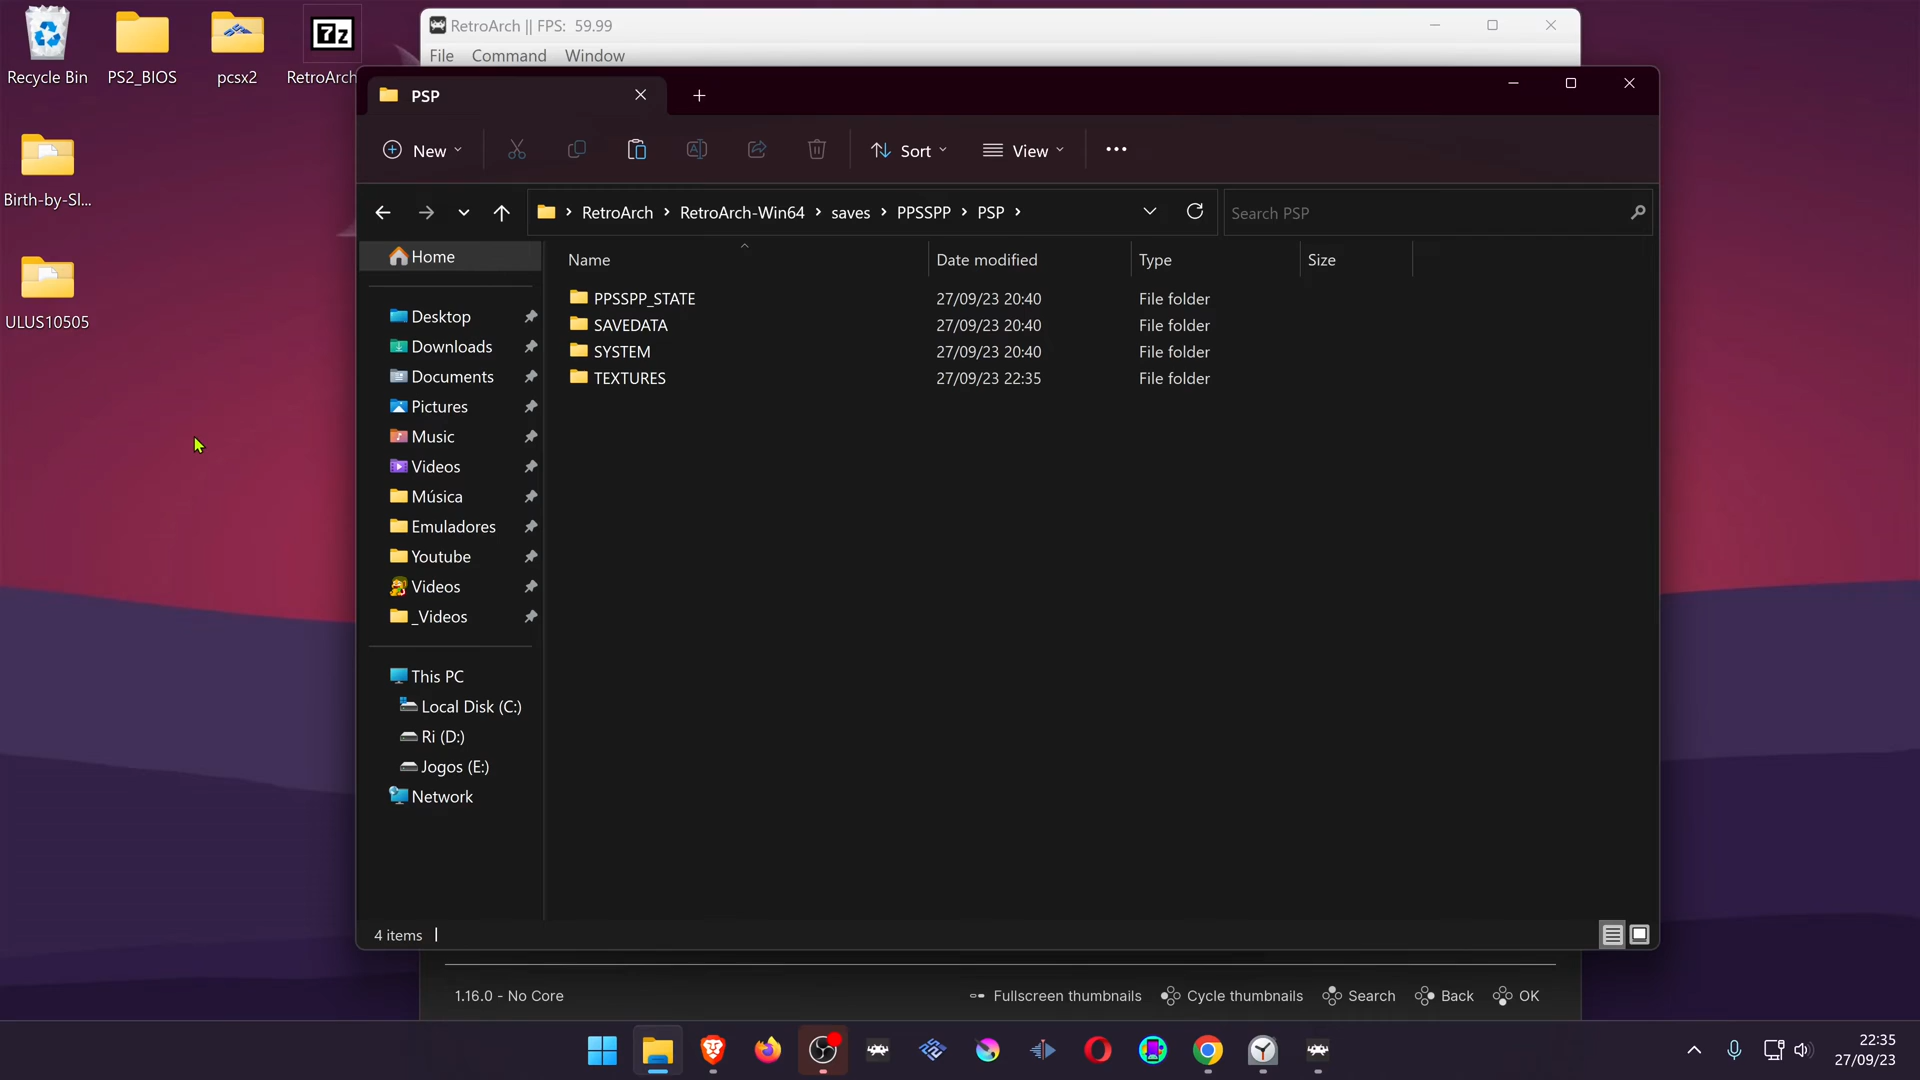 RetroArch || FPS: 59.99
File Command Window
Recycle Bin
PS2_BIOS
pcsx2
RetroArch
Birth-by-Sl...
ULUS10505
PSP
New
Sort
View
RetroArch > RetroArch-Win64 > saves > PPSSPP > PSP >
Search PSP
Home
Desktop
Downloads
Documents
Pictures
Music
Videos
Música
Emuladores
Youtube
Videos
_Videos
This PC
Local Disk (C:)
Ri (D:)
Jogos (E:)
Network
Name Date modified Type Size
PPSSPP_STATE 27/09/23 20:40 File folder
SAVEDATA 27/09/23 20:40 File folder
SYSTEM 27/09/23 20:40 File folder
TEXTURES 27/09/23 22:35 File folder
4 items
1.16.0 - No Core
Fullscreen thumbnails Cycle thumbnails Search Back OK
22:35
27/09/23